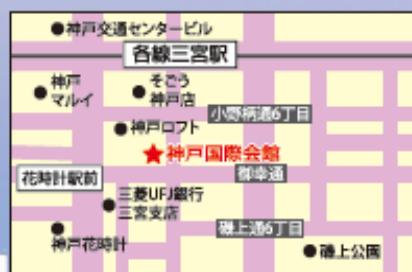 神戸交通センタービル
各線三宮駅
神戸
マルイ
そごう
神戸店
小野柄通6丁目
神戸ロフト
★神戸国際会館
花時計駅前
御幸通
三菱UFJ銀行
三宮支店
磯上通6丁目
神戸花時計
磯上公園